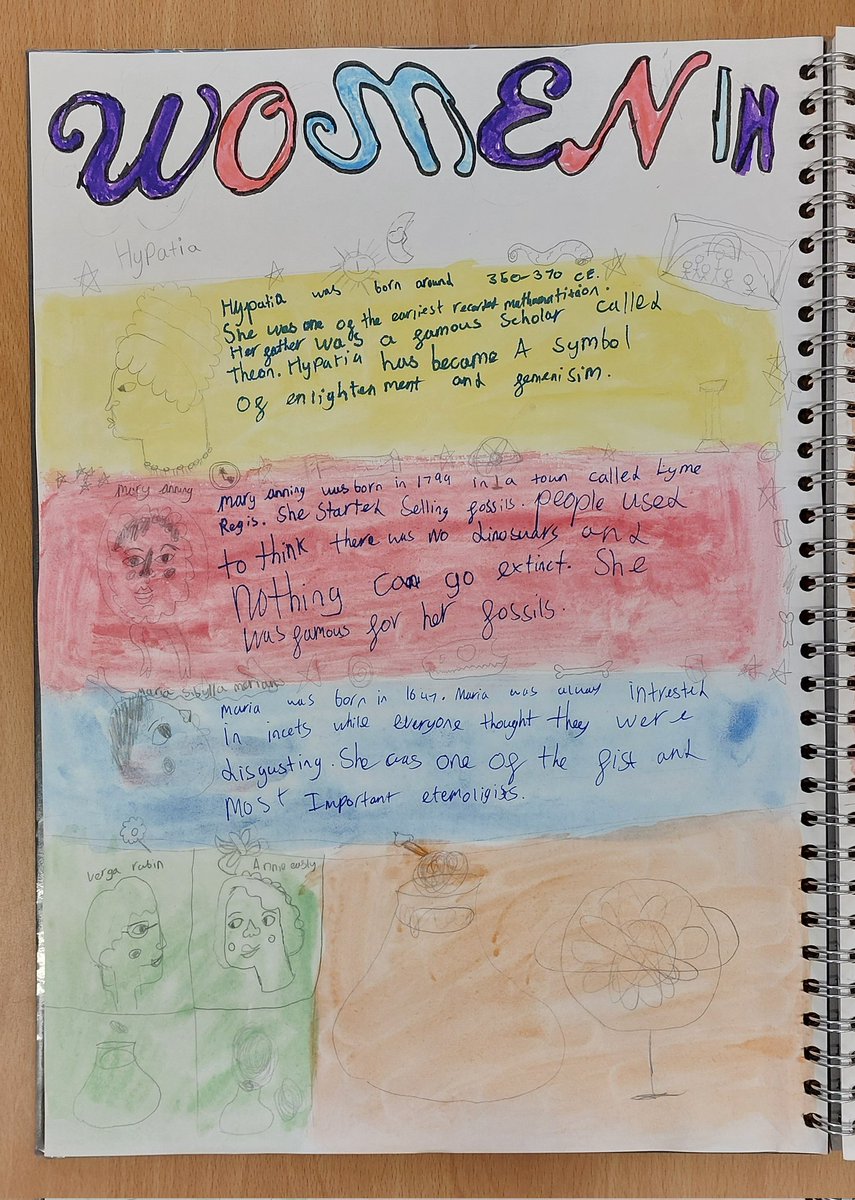 WOMEN IN
Hypatia
Hypatia was born around 350-370 CE.
She was one of the earliest recorded mathamatition.
Her father was a famous Scholar called
Theon. Hypatia has became A symbol
Of enlightenment and femenisim.
Mary anning
Mary anning was born in 1799 in a town called Lyme
Regis. She started selling fossils. people used
to think there was no dinosuars and
nothing can go extinct. She
was famous for her fossils.
Maria Sibylla merian
Maria was born in 1647. Maria was alway intrested
In incets while everyone thought they were
disgusting. She was one of the fist and
most Important etemoligists.
Verga rubin
Annie easly